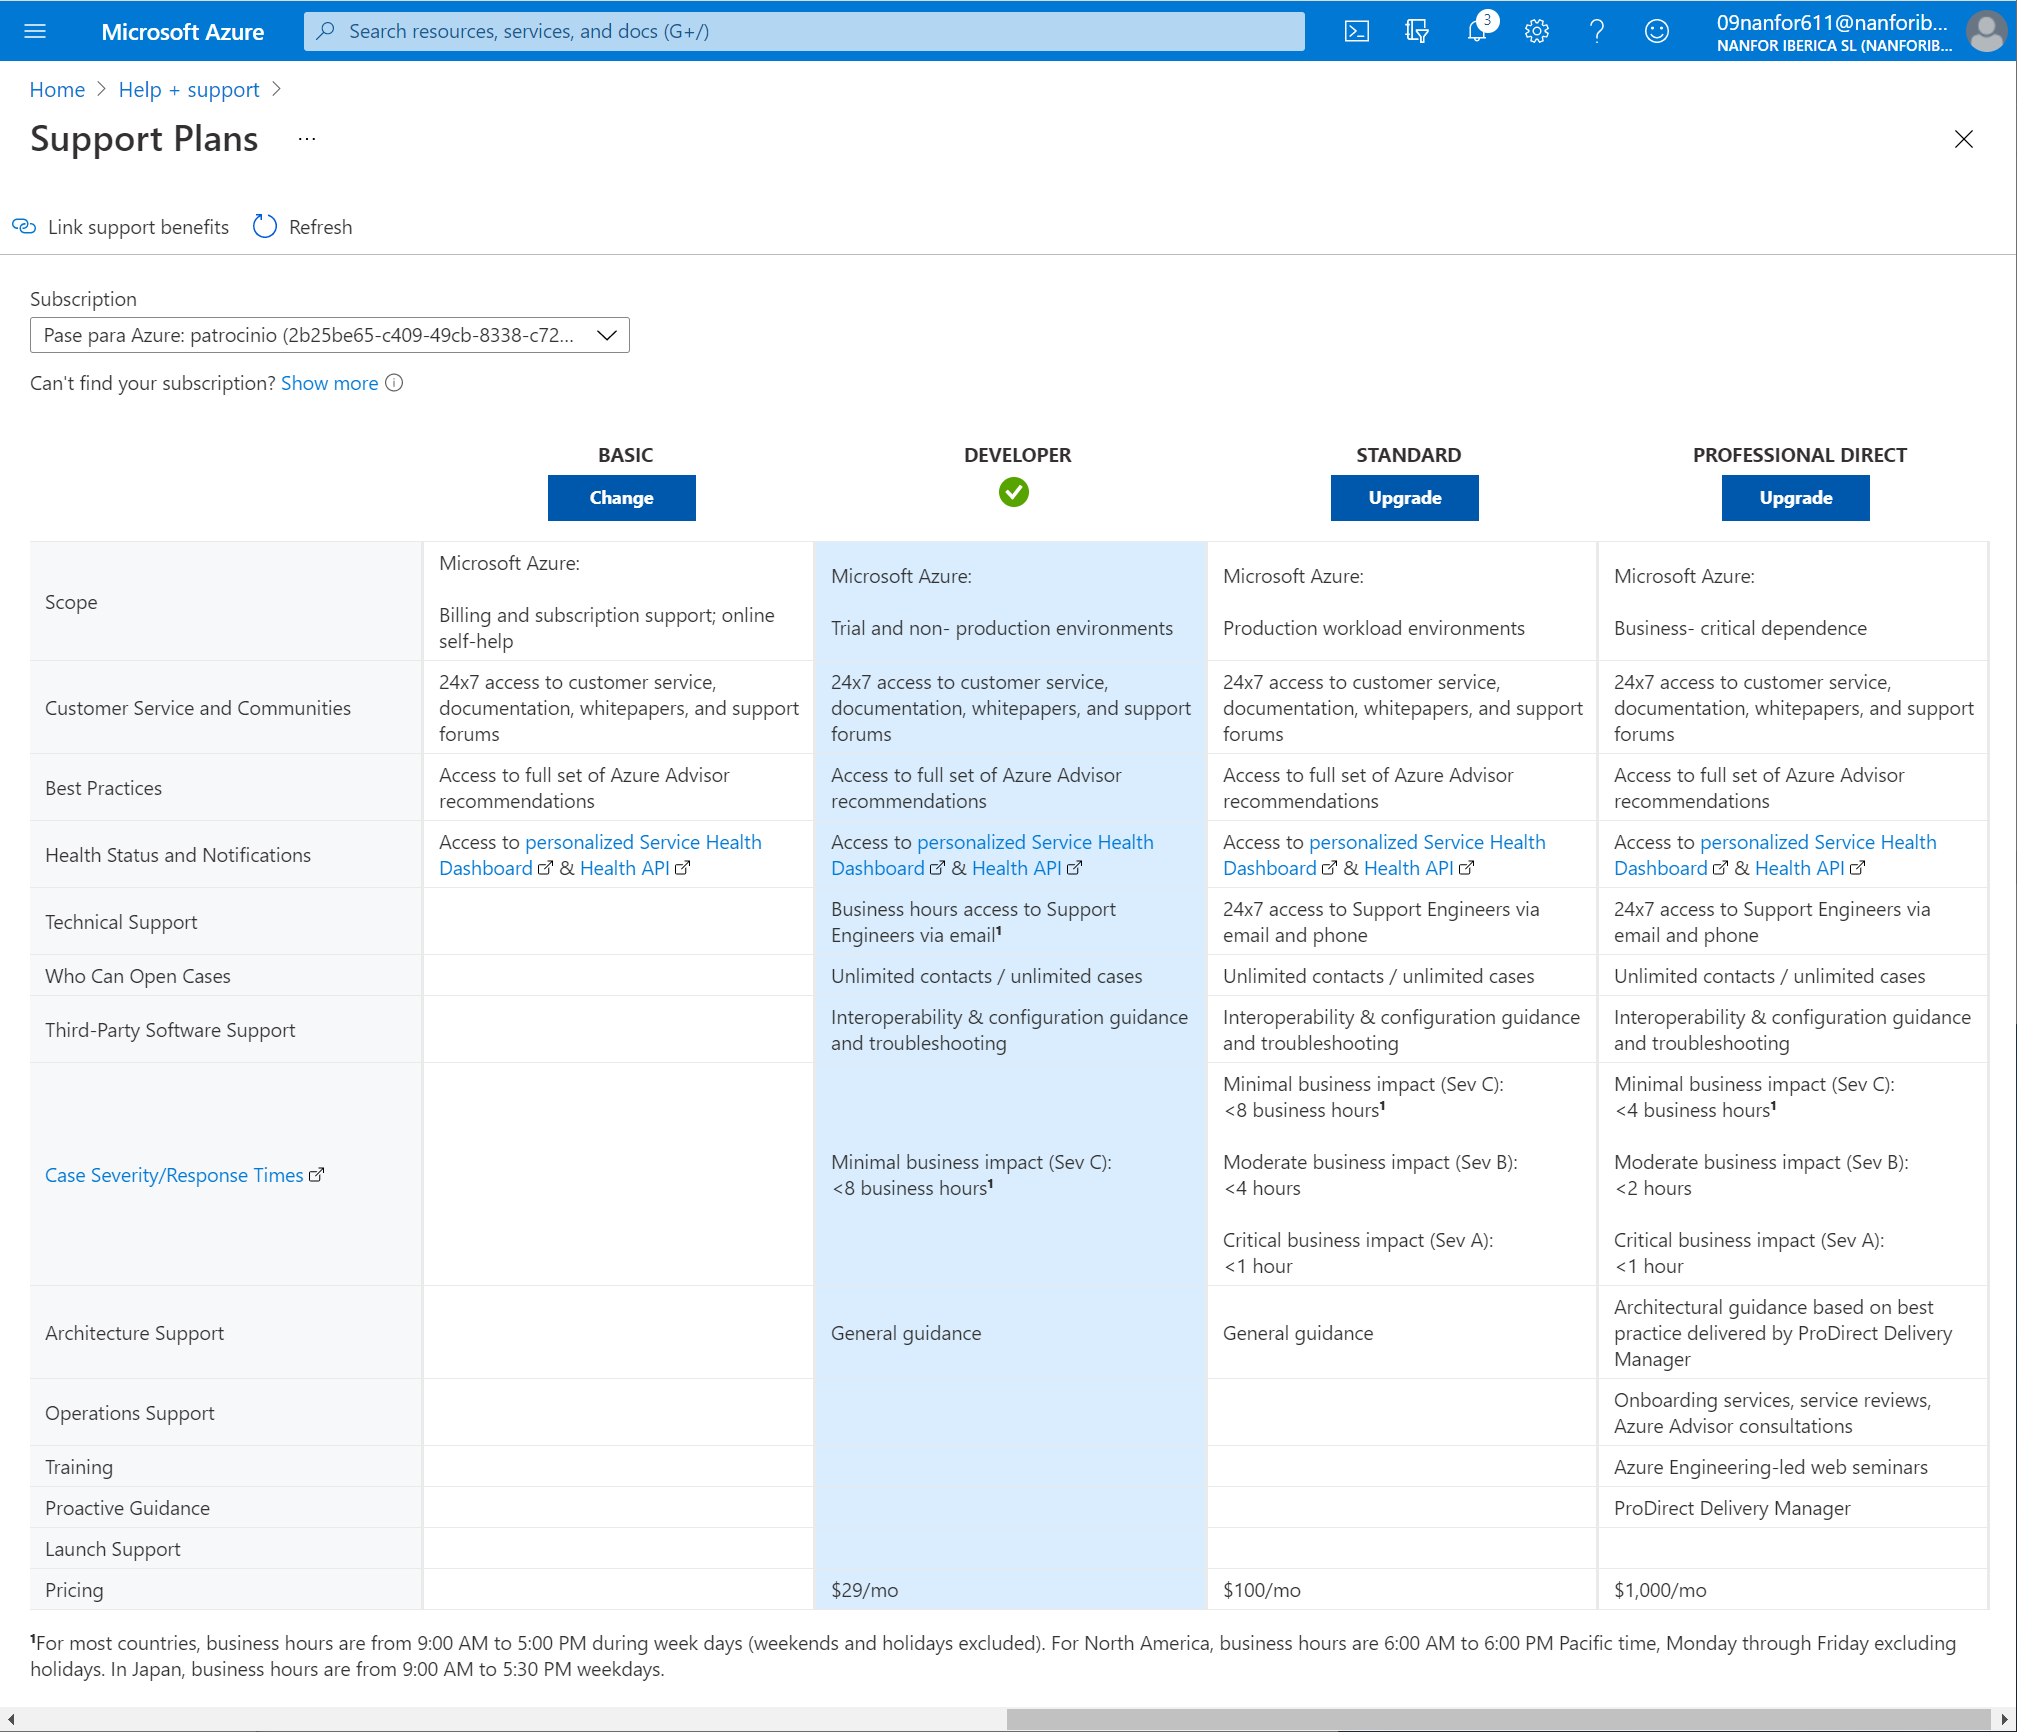 Microsoft Azure
Search resources, services, and docs (G+/)
3
09nanfor611@nanforib...
NANFOR IBERICA SL (NANFORIB...
Home > Help + support >
Support Plans ...
Link support benefits Refresh
Subscription
Pase para Azure: patrocinio (2b25be65-c409-49cb-8338-c72...
Can't find your subscription? Show more
BASIC DEVELOPER STANDARD PROFESSIONAL DIRECT
Change Upgrade Upgrade
Scope
Microsoft Azure:
Billing and subscription support; online
self-help
Microsoft Azure:
Trial and non- production environments
Microsoft Azure:
Production workload environments
Microsoft Azure:
Business- critical dependence
Customer Service and Communities
24x7 access to customer service,
documentation, whitepapers, and support
forums
24x7 access to customer service,
documentation, whitepapers, and support
forums
24x7 access to customer service,
documentation, whitepapers, and support
forums
24x7 access to customer service,
documentation, whitepapers, and support
forums
Best Practices
Access to full set of Azure Advisor
recommendations
Access to full set of Azure Advisor
recommendations
Access to full set of Azure Advisor
recommendations
Access to full set of Azure Advisor
recommendations
Health Status and Notifications
Access to personalized Service Health
Dashboard & Health API
Access to personalized Service Health
Dashboard & Health API
Access to personalized Service Health
Dashboard & Health API
Access to personalized Service Health
Dashboard & Health API
Technical Support
Business hours access to Support
Engineers via email¹
24x7 access to Support Engineers via
email and phone
24x7 access to Support Engineers via
email and phone
Who Can Open Cases
Unlimited contacts / unlimited cases
Unlimited contacts / unlimited cases
Unlimited contacts / unlimited cases
Third-Party Software Support
Interoperability & configuration guidance
and troubleshooting
Interoperability & configuration guidance
and troubleshooting
Interoperability & configuration guidance
and troubleshooting
Case Severity/Response Times
Minimal business impact (Sev C):
<8 business hours¹
Minimal business impact (Sev C):
<8 business hours¹
Moderate business impact (Sev B):
<4 hours
Critical business impact (Sev A):
<1 hour
Minimal business impact (Sev C):
<4 business hours¹
Moderate business impact (Sev B):
<2 hours
Critical business impact (Sev A):
<1 hour
Architecture Support
General guidance
General guidance
Architectural guidance based on best
practice delivered by ProDirect Delivery
Manager
Operations Support
Onboarding services, service reviews,
Azure Advisor consultations
Training
Azure Engineering-led web seminars
Proactive Guidance
ProDirect Delivery Manager
Launch Support
Pricing
$29/mo
$100/mo
$1,000/mo
¹For most countries, business hours are from 9:00 AM to 5:00 PM during week days (weekends and holidays excluded). For North America, business hours are 6:00 AM to 6:00 PM Pacific time, Monday through Friday excluding
holidays. In Japan, business hours are from 9:00 AM to 5:30 PM weekdays.